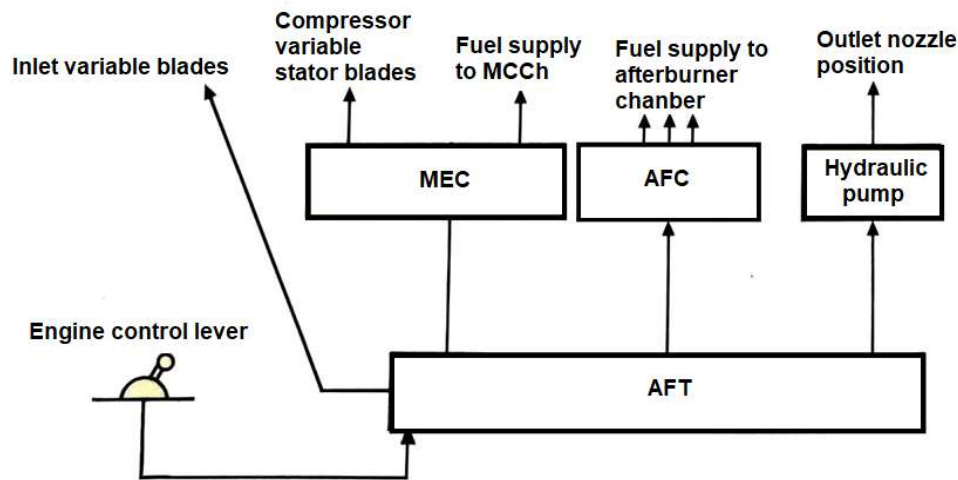 Inlet variable blades
Compressor
variable
stator blades
Fuel supply
to MCCh
Fuel supply to
afterburner
chanber
Outlet nozzle
position
MEC
AFC
Hydraulic
pump
Engine control lever
AFT